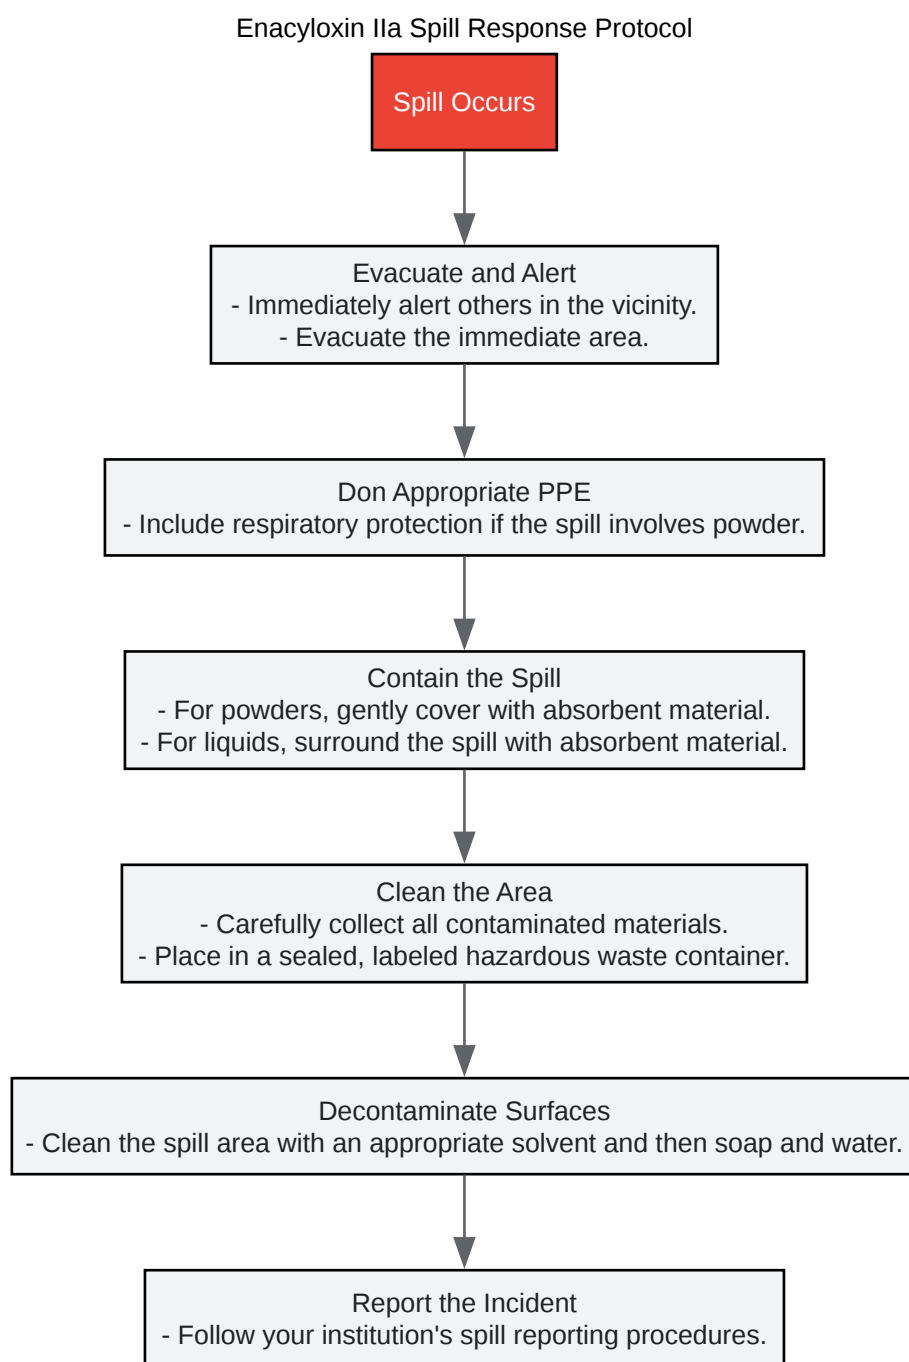 Enacyloxin IIa Spill Response Protocol
Spill Occurs
Evacuate and Alert
- Immediately alert others in the vicinity.
- Evacuate the immediate area.
Don Appropriate PPE
- Include respiratory protection if the spill involves powder.
Contain the Spill
- For powders, gently cover with absorbent material.
- For liquids, surround the spill with absorbent material.
Clean the Area
- Carefully collect all contaminated materials.
- Place in a sealed, labeled hazardous waste container.
Decontaminate Surfaces
- Clean the spill area with an appropriate solvent and then soap and water.
Report the Incident
- Follow your institution's spill reporting procedures.